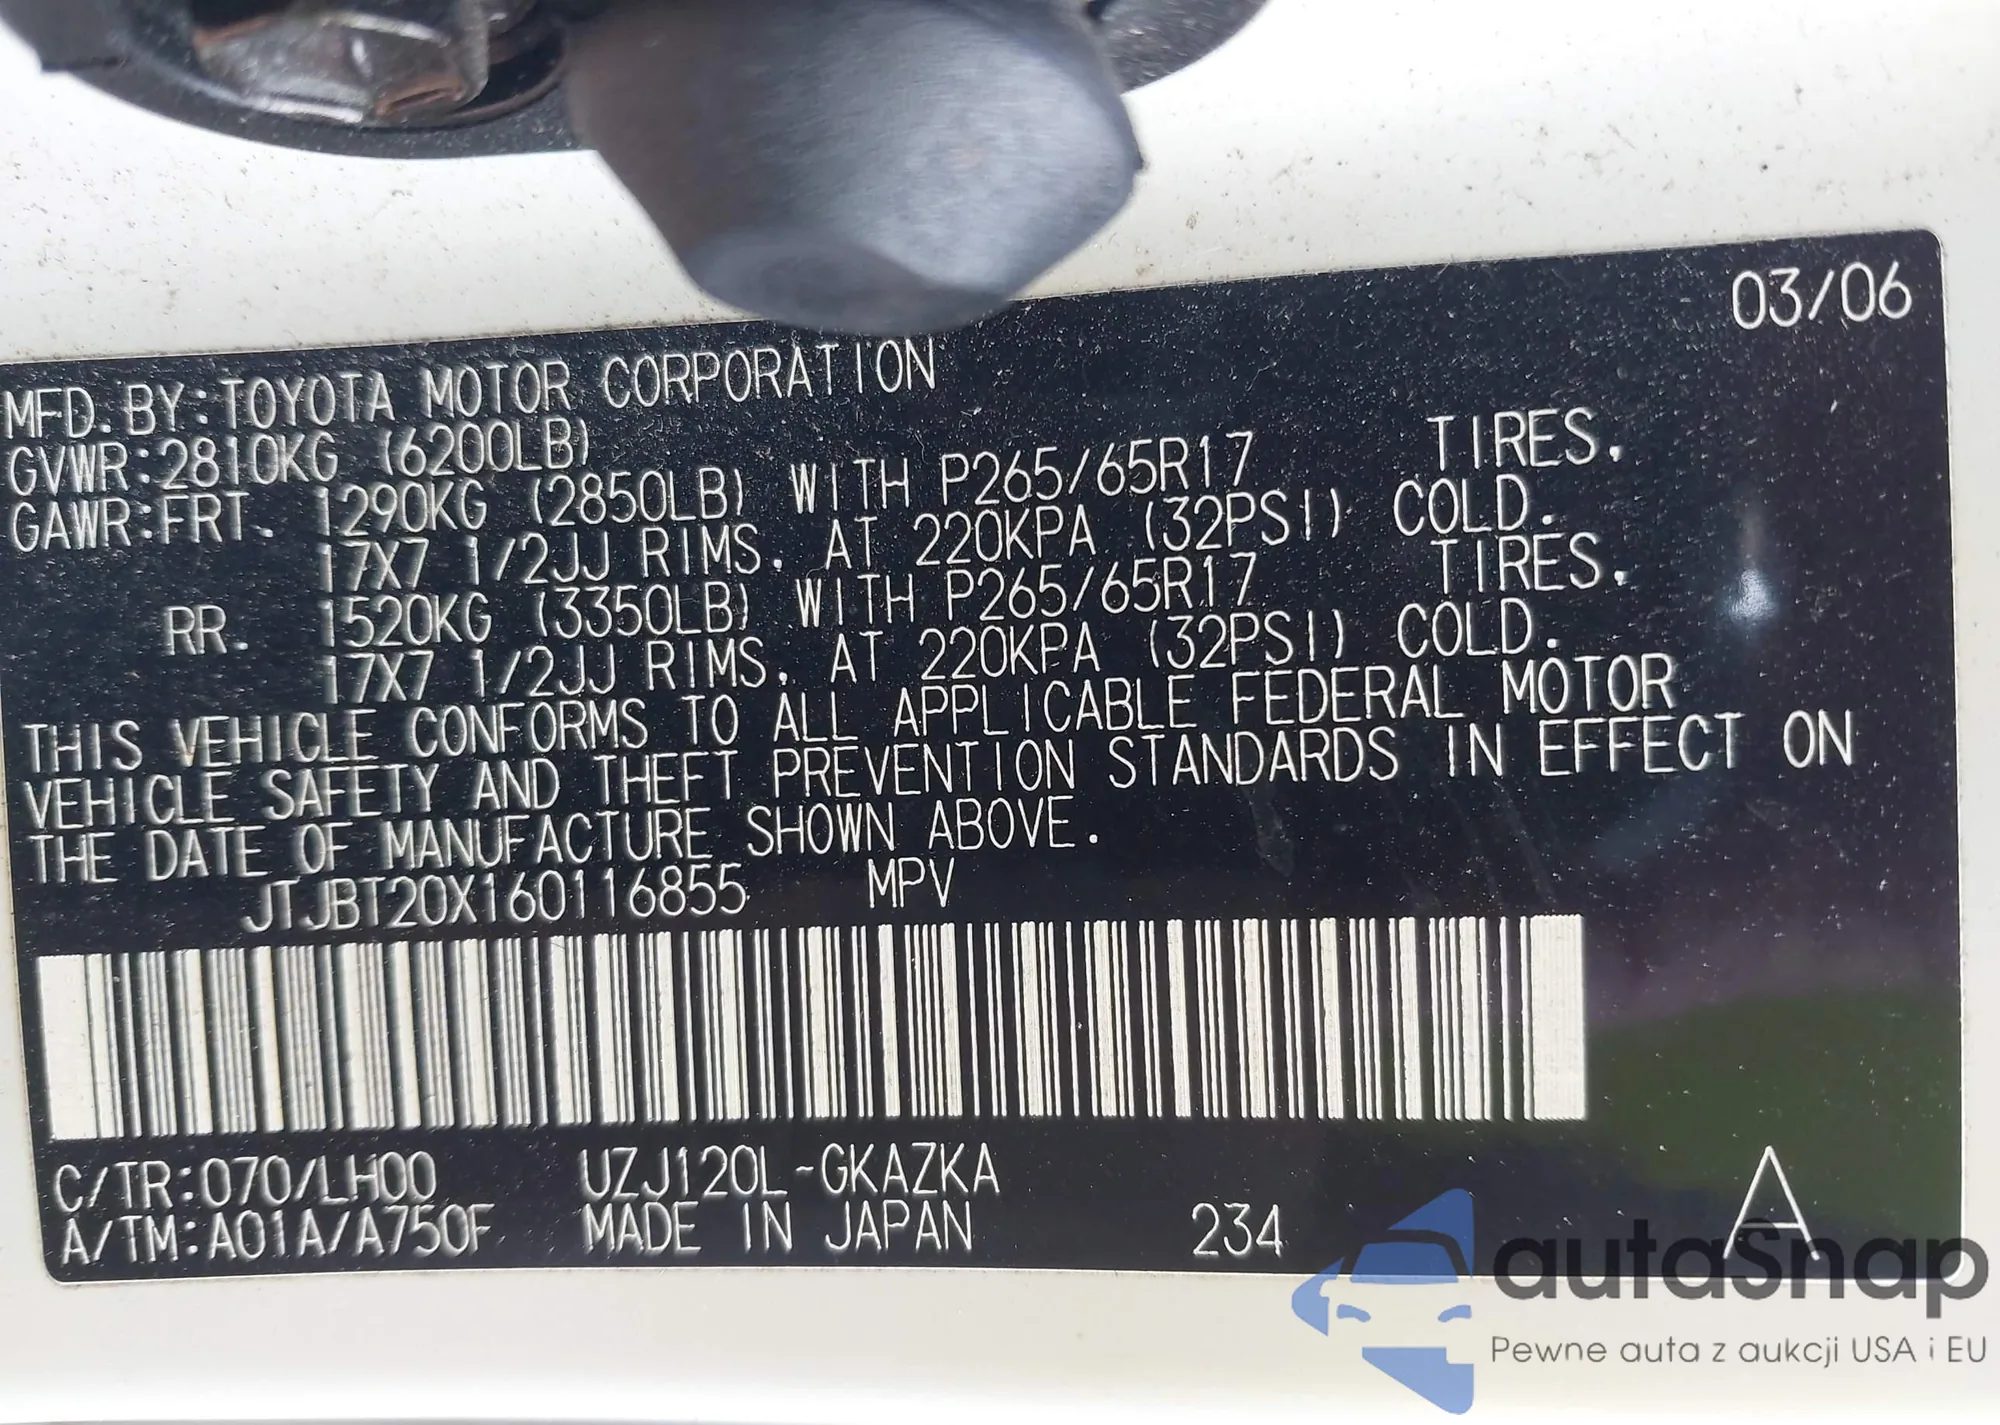 03/06
MFD.BY:TOYOTA MOTOR CORPORATION
GVWR:2810KG (6200LB)
GAWR:FRT. 1290KG (2850LB) WITH P265/65R17 TIRES.
17X7 1/2JJ RIMS. AT 220KPA (32PSI) COLD.
RR. 1520KG (3350LB) WITH P265/65R17 TIRES.
17X7 1/2JJ RIMS. AT 220KPA (32PSI) COLD.
THIS VEHICLE CONFORMS TO ALL APPLICABLE FEDERAL MOTOR
VEHICLE SAFETY AND THEFT PREVENTION STANDARDS IN EFFECT ON
THE DATE OF MANUFACTURE SHOWN ABOVE.
JTJBT20X160116855 MPV
C/TR:070/LH00 UZJ120L-GKAZKA
A/TM:A01A/A750F MADE IN JAPAN 234 A
autoSnap
Pewne auta z aukcji USA i EU